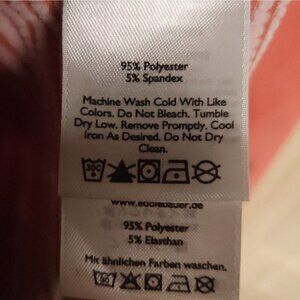 95% Polyester
5% Spandex
Machine Wash Cold With Like
Colors. Do Not Bleach. Tumble
Dry Low. Remove Promptly. Cool
Iron As Desired. Do Not Dry
Clean.
30C
www.eddiebauer.de
95% Polyester
5% Elasthan
Mit ähnlichen Farben waschen.